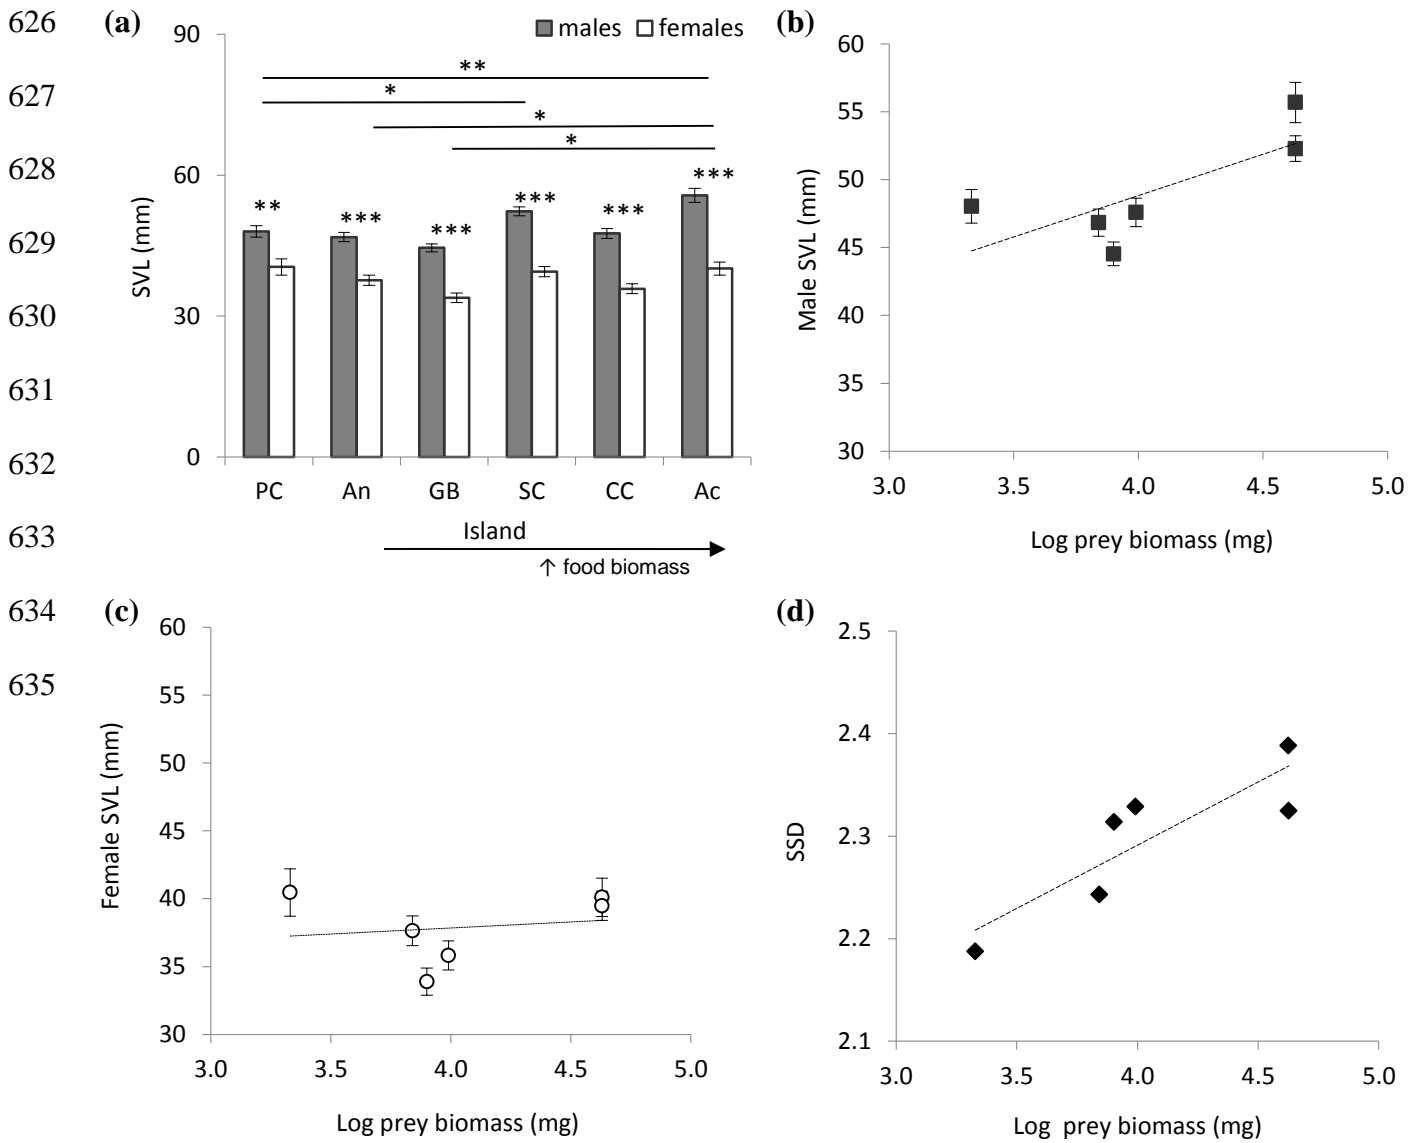 626
627
628
629
630
631
632
633
634
635
(a)
males females
90
60
30
0
SVL (mm)
**
*
*
*
**
***
***
***
***
***
PC An GB SC CC Ac
Island
↑ food biomass
(b)
60
55
50
45
40
35
30
Male SVL (mm)
3.0 3.5 4.0 4.5 5.0
Log prey biomass (mg)
(c)
60
55
50
45
40
35
30
Female SVL (mm)
3.0 3.5 4.0 4.5 5.0
Log prey biomass (mg)
(d)
2.5
2.4
2.3
2.2
2.1
SSD
3.0 3.5 4.0 4.5 5.0
Log prey biomass (mg)